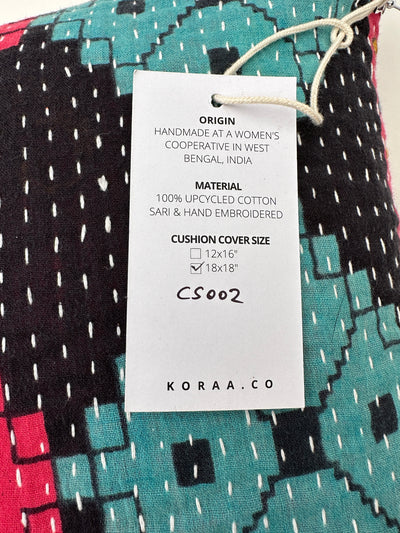 ORIGIN
HANDMADE AT A WOMEN'S
COOPERATIVE IN WEST
BENGAL, INDIA
MATERIAL
100% UPCYCLED COTTON
SARI & HAND EMBROIDERED
CUSHION COVER SIZE
☐ 12x16"
☑ 18x18"
CS002
KORAA.CO